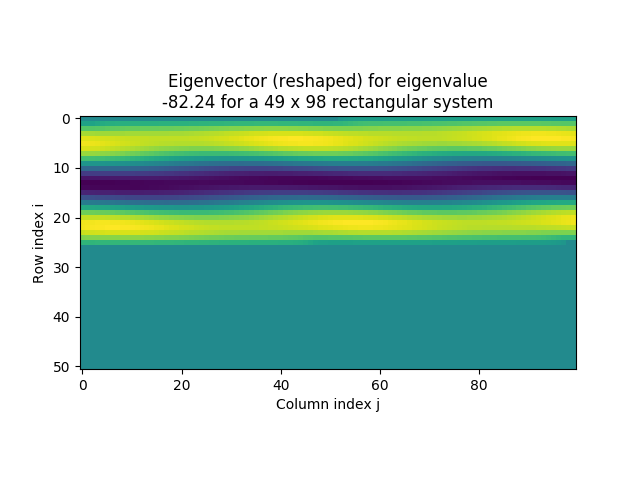 Eigenvector (reshaped) for eigenvalue
-82.24 for a 49 x 98 rectangular system
0
10
20
30
40
50
Row index i
0
20
40
60
80
Column index j